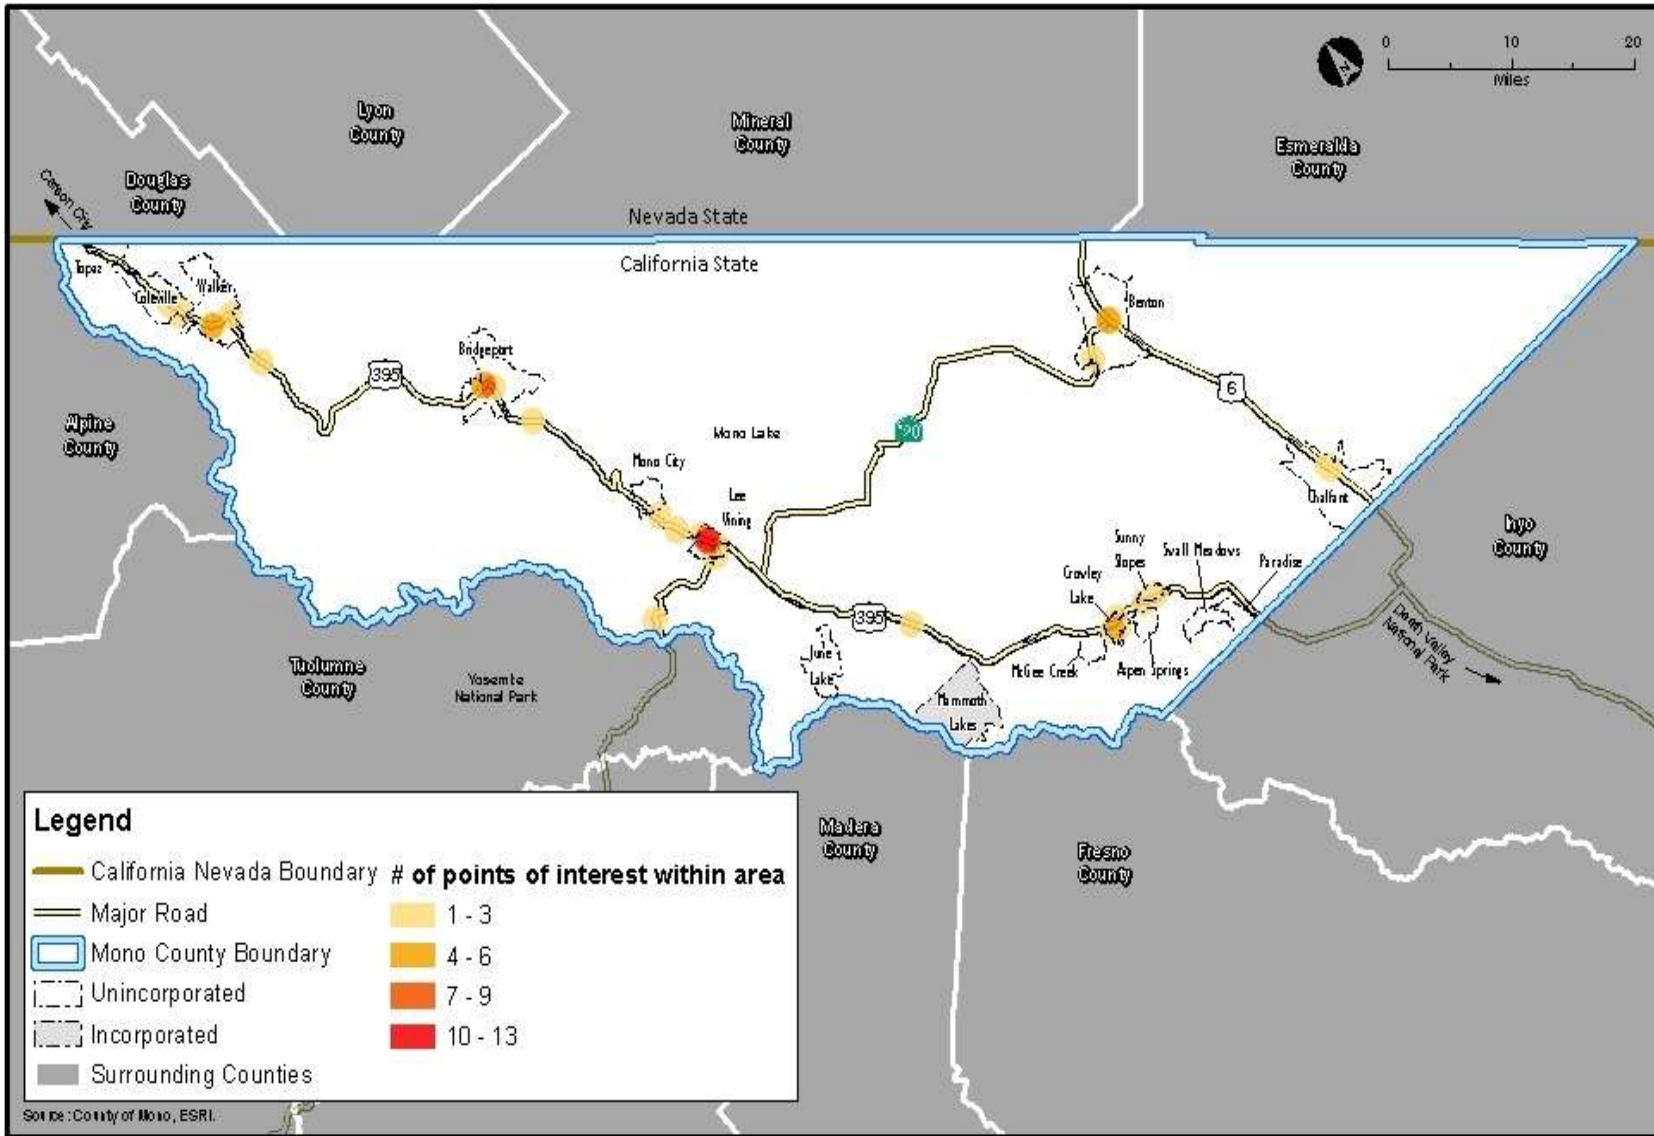 0 10 20
Miles
N
Lyon
County
Mineral
County
Esmeralda
County
Douglas
County
Carson City
Nevada State
California State
Topaz
Coleville
Walker
Benton
Bridgeport
395
6
Alpine
County
Mono Lake
Mono City
Lee
Vining
Chalfant
Inyo
County
Sunny
Slopes
Swall Meadows
Paradise
Crowley
Lake
395
June
Lake
McGee Creek
Aspen Springs
Death Valley
National Park
Mammoth
Lakes
Tuolumne
County
Yosemite
National Park
Madera
County
Fresno
County
Legend
California Nevada Boundary
Major Road
Mono County Boundary
Unincorporated
Incorporated
Surrounding Counties
# of points of interest within area
1 - 3
4 - 6
7 - 9
10 - 13
Source: County of Mono, ESRI.